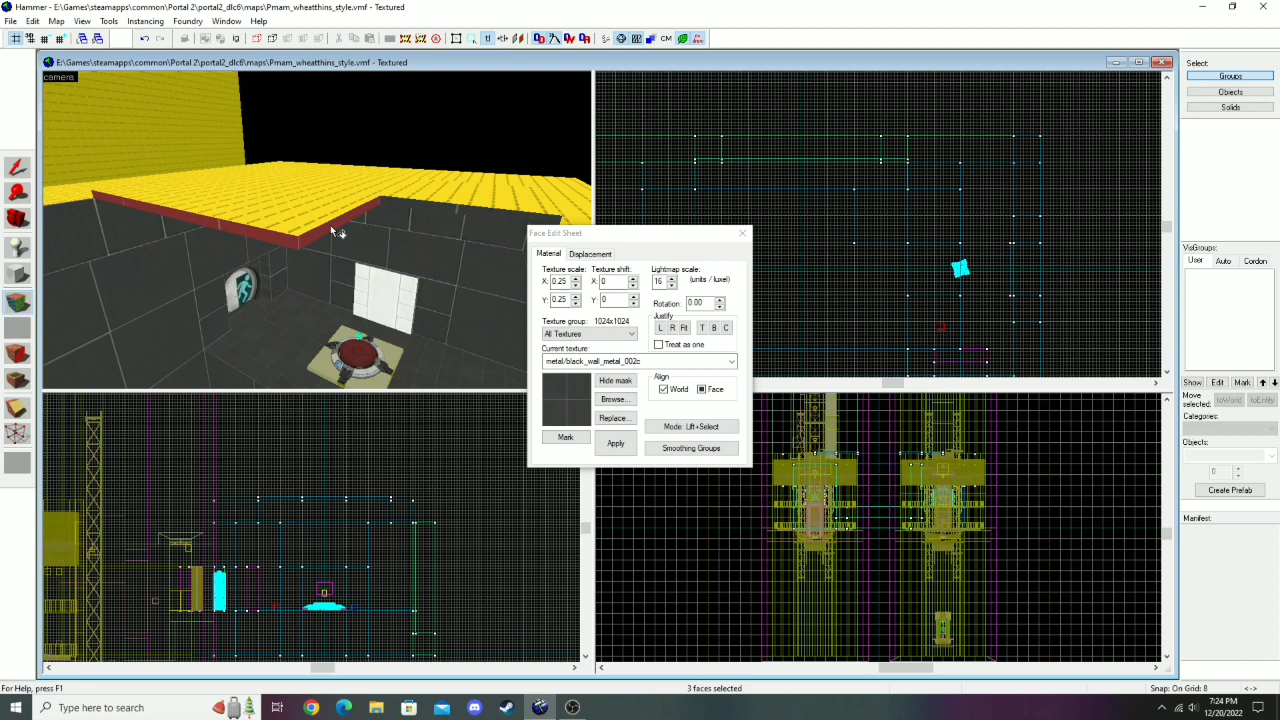 Hammer - E:\Games\steamapps\common\Portal 2\portal2_dlc6\maps\Pmam_wheatthins_style.vmf - Textured
File Edit Map View Tools Instancing Foundry Window Help
E:\Games\steamapps\common\Portal 2\portal2_dlc6\maps\Pmam_wheatthins_style.vmf - Textured
camera
Select:
Groups
Objects
Solids
Face Edit Sheet
Material Displacement
Texture scale: Texture shift: Lightmap scale:
X: 0.25 X: 0 16 (units / luxel)
Y: 0.25 Y: 0 Rotation: 0.00
Texture group: 1024x1024 Justify
All Textures L R Fit T B C
Current texture: Treat as one
metal/black_wall_metal_002c
Hide mask Align
Browse... World Face
Replace...
Mark Apply Mode: Lift+Select
Smoothing Groups
VisGroups:
User Auto Cordon
Show Edit Mark
Move selected: toWorld toEntity
Categories:
Objects:
0
Create Prefab
Manifest:
For Help, press F1 3 faces selected Snap: On Grid: 8 <->
Type here to search
7:24 PM
12/20/2022